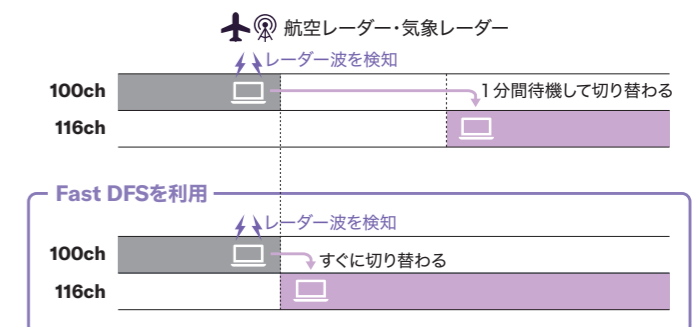 航空レーダー・気象レーダー
レーダー波を検知
100ch
1分間待機して切り替わる
116ch
Fast DFSを利用
レーダー波を検知
100ch
すぐに切り替わる
116ch